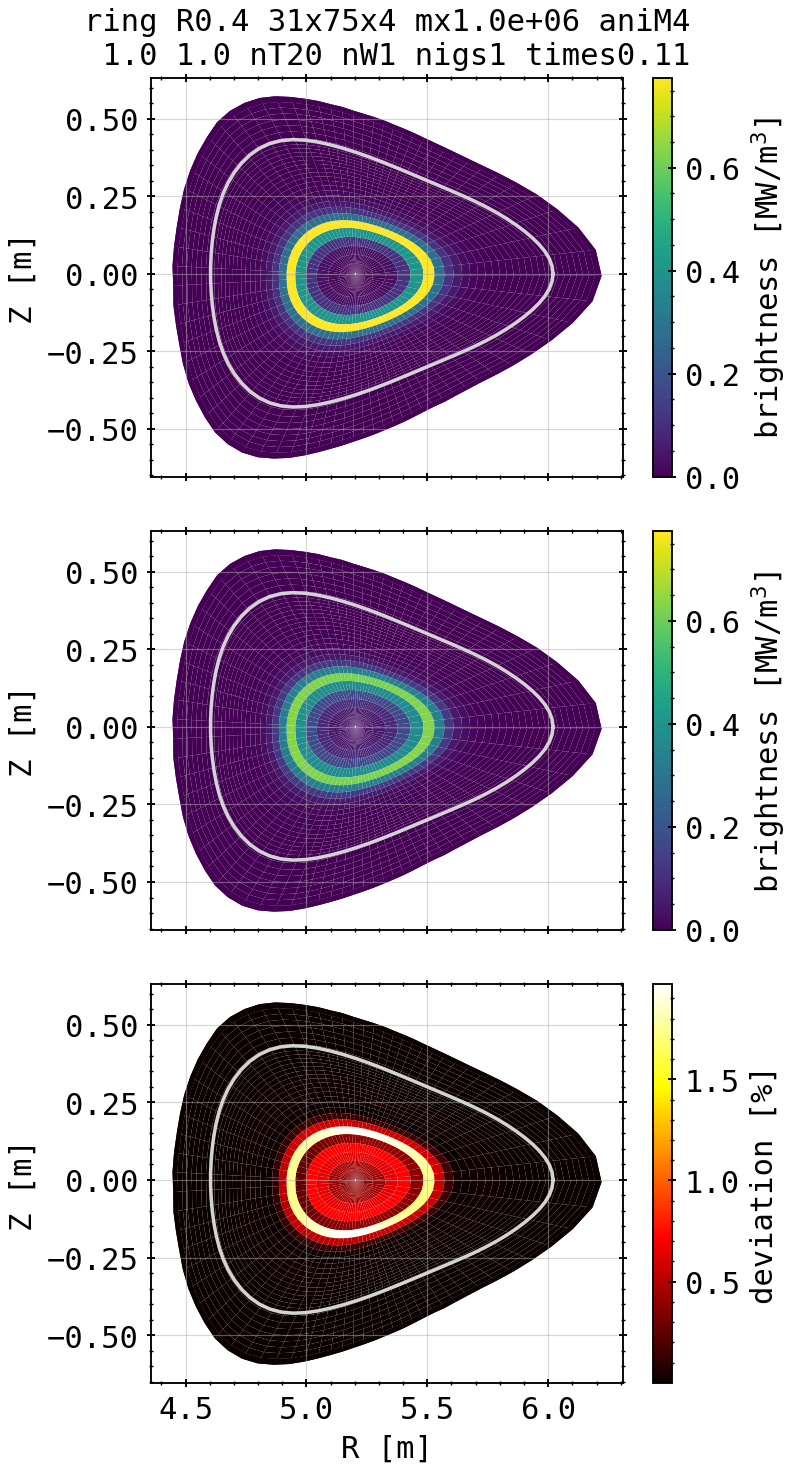 ring R0.4 31x75x4 mx1.0e+06 aniM4
1.0 1.0 nT20 nW1 nigs1 times0.11
0.50
0.25
0.00
−0.25
−0.50
Z [m]
0.6
0.4
0.2
0.0
brightness [MW/m³]
0.50
0.25
0.00
−0.25
−0.50
Z [m]
0.6
0.4
0.2
0.0
brightness [MW/m³]
0.50
0.25
0.00
−0.25
−0.50
Z [m]
4.5 5.0 5.5 6.0
R [m]
1.5
1.0
0.5
deviation [%]